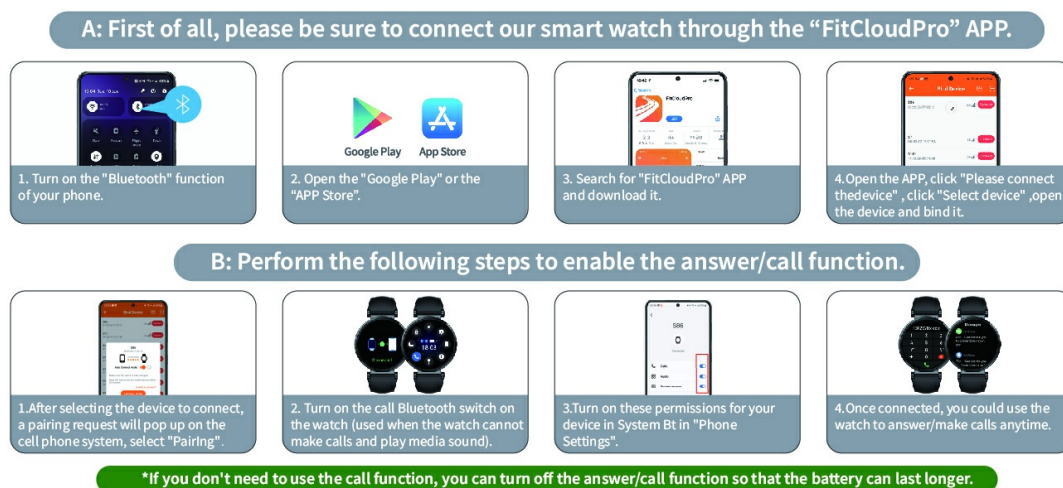 A: First of all, please be sure to connect our smart watch through the “FitCloudPro” APP.
Google Play
App Store
FitCloudPro
1. Turn on the "Bluetooth" function
of your phone.
2. Open the "Google Play" or the
“APP Store”.
3. Search for "FitCloudPro" APP
and download it.
4.Open the APP, click "Please connect
thedevice" , click "Select device" ,open
the device and bind it.
B: Perform the following steps to enable the answer/call function.
18:03
S86
1.After selecting the device to connect,
a pairing request will pop up on the
cell phone system, select "PairIng".
2. Turn on the call Bluetooth switch on
the watch (used when the watch cannot
make calls and play media sound).
3.Turn on these permissions for your
device in System Bt in "Phone
Settings".
4.Once connected, you could use the
watch to answer/make calls anytime.
*If you don't need to use the call function, you can turn off the answer/call function so that the battery can last longer.